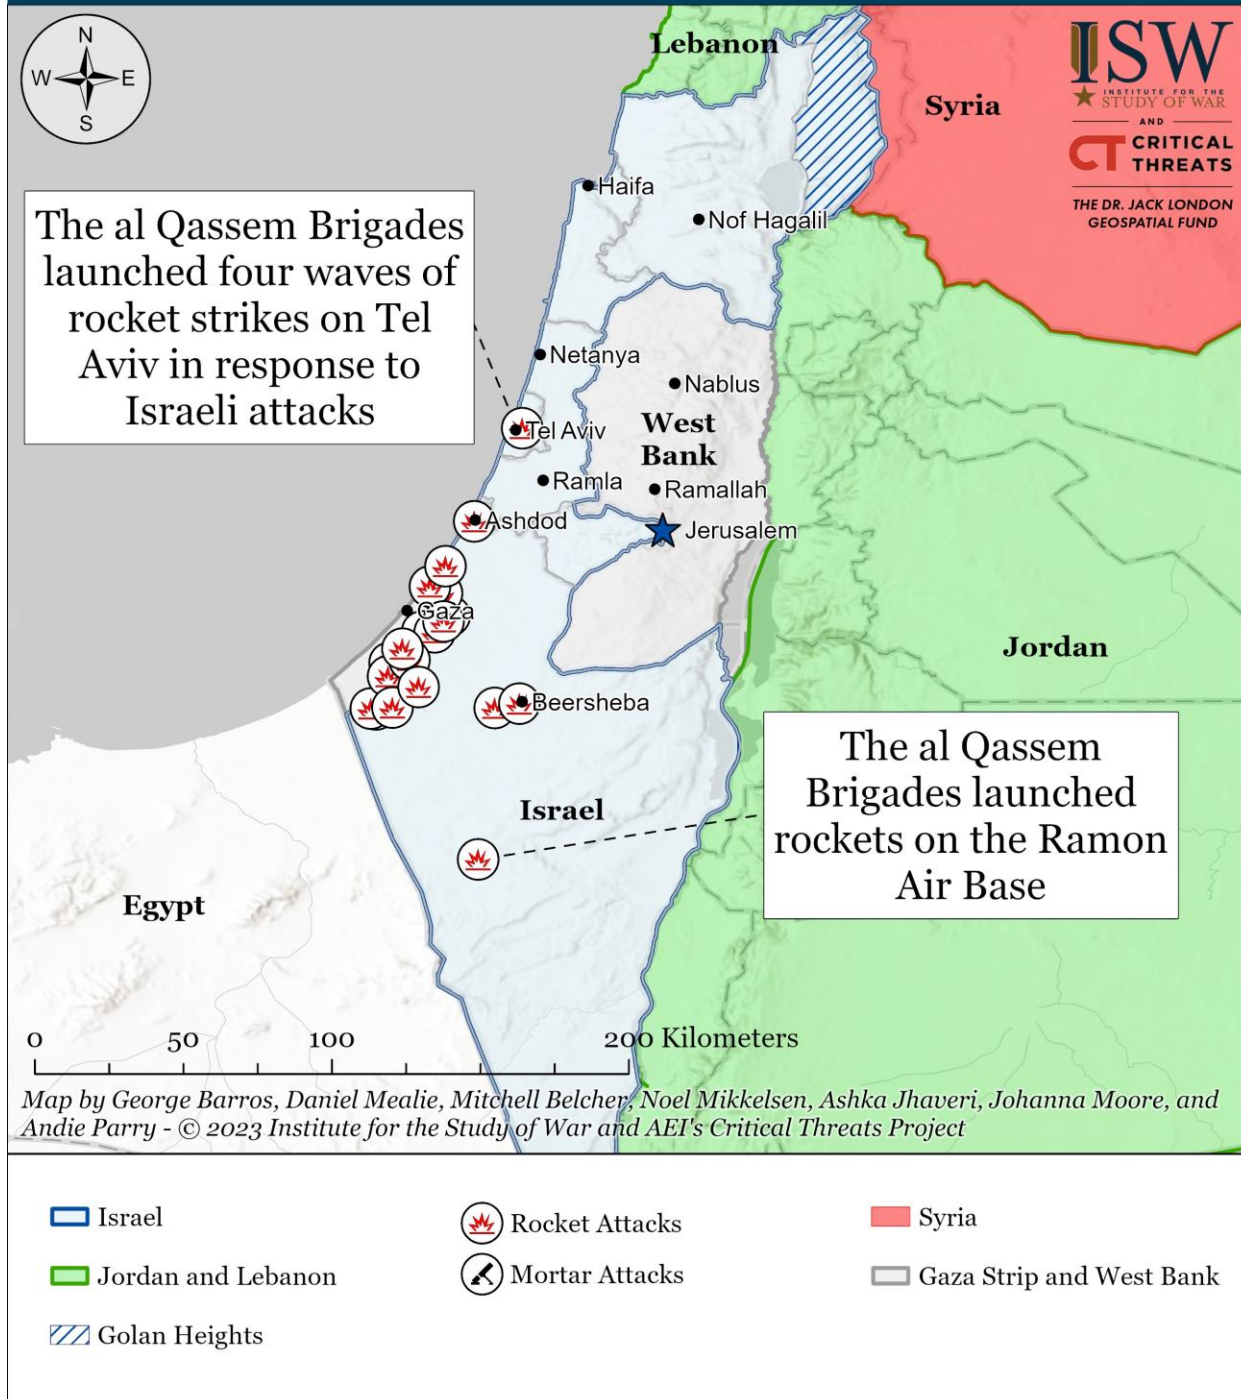 N
W
E
S
Lebanon
Syria
ISW
INSTITUTE FOR THE
STUDY OF WAR
AND
CT CRITICAL
THREATS
THE DR. JACK LONDON
GEOSPATIAL FUND
Haifa
Nof Hagalil
The al Qassem Brigades
launched four waves of
rocket strikes on Tel
Aviv in response to
Israeli attacks
Netanya
Nablus
West
Bank
Tel Aviv
Ramla
Ramallah
Ashdod
Jerusalem
Gaza
Jordan
Beersheba
The al Qassem
Brigades launched
rockets on the Ramon
Air Base
Israel
Egypt
0 50 100 200 Kilometers
Map by George Barros, Daniel Mealie, Mitchell Belcher, Noel Mikkelsen, Ashka Jhaveri, Johanna Moore, and
Andie Parry - © 2023 Institute for the Study of War and AEI's Critical Threats Project
Israel
Rocket Attacks
Syria
Jordan and Lebanon
Mortar Attacks
Gaza Strip and West Bank
Golan Heights